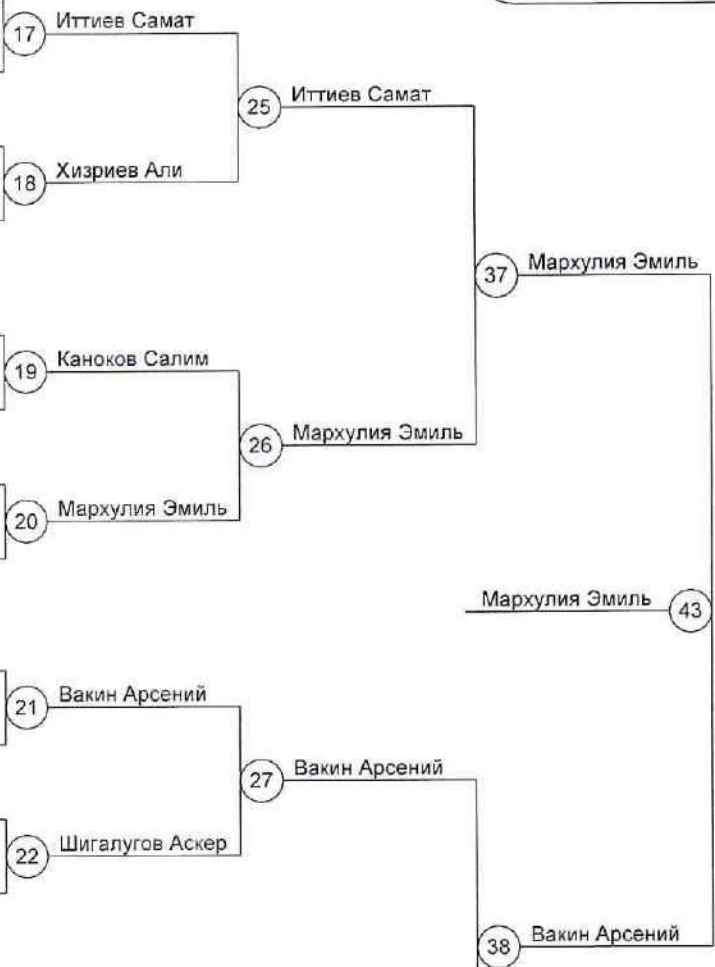 17 Иттиев Самат
25 Иттиев Самат
18 Хизриев Али
37 Мархулия Эмиль
19 Каноков Салим
26 Мархулия Эмиль
20 Мархулия Эмиль
Мархулия Эмиль 43
21 Вакин Арсений
27 Вакин Арсений
22 Шигалугов Аскер
38 Вакин Арсений